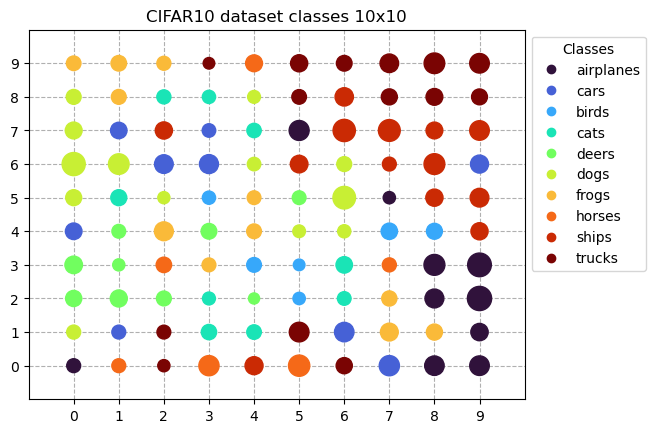 CIFAR10 dataset classes 10x10
9
8
7
6
5
4
3
2
1
0
0 1 2 3 4 5 6 7 8 9
Classes
airplanes
cars
birds
cats
deers
dogs
frogs
horses
ships
trucks